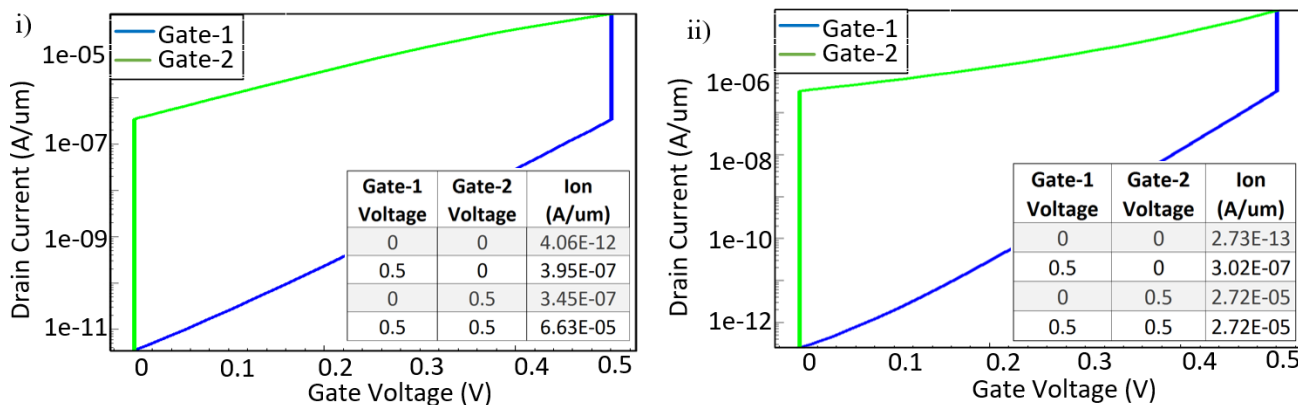 i)
Gate-1
Gate-2
Drain Current (A/um)
1e-05
1e-07
1e-09
1e-11
Gate-1 Gate-2 Ion
Voltage Voltage (A/um)
0 0 4.06E-12
0.5 0 3.95E-07
0 0.5 3.45E-07
0.5 0.5 6.63E-05
0 0.1 0.2 0.3 0.4 0.5
Gate Voltage (V)
ii)
Gate-1
Gate-2
Drain Current (A/um)
1e-06
1e-08
1e-10
1e-12
Gate-1 Gate-2 Ion
Voltage Voltage (A/um)
0 0 2.73E-13
0.5 0 3.02E-07
0 0.5 2.72E-05
0.5 0.5 2.72E-05
0 0.1 0.2 0.3 0.4 0.5
Gate Voltage (V)